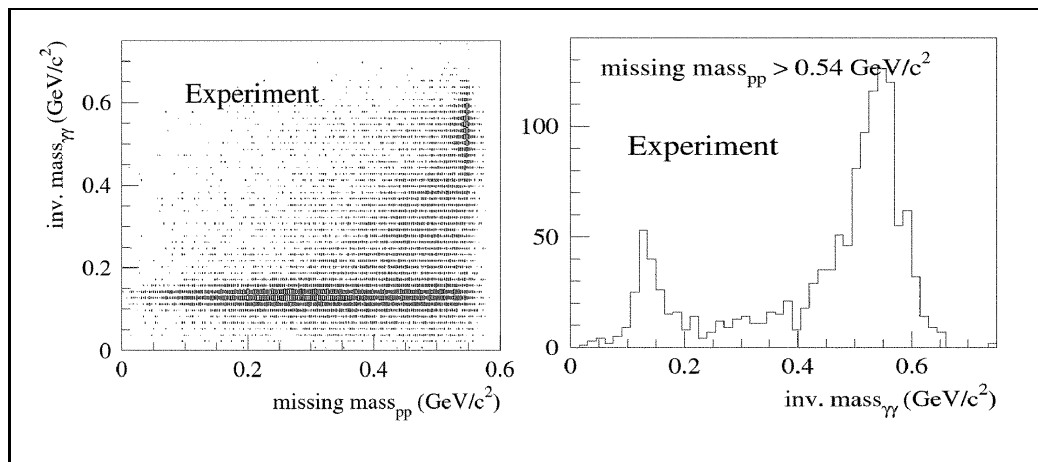 inv. mass_γγ (GeV/c²)
0.6
0.4
0.2
0
Experiment
0 0.2 0.4 0.6
missing mass_pp (GeV/c²)
missing mass_pp > 0.54 GeV/c²
Experiment
100
50
0
0 0.2 0.4 0.6
inv. mass_γγ (GeV/c²)